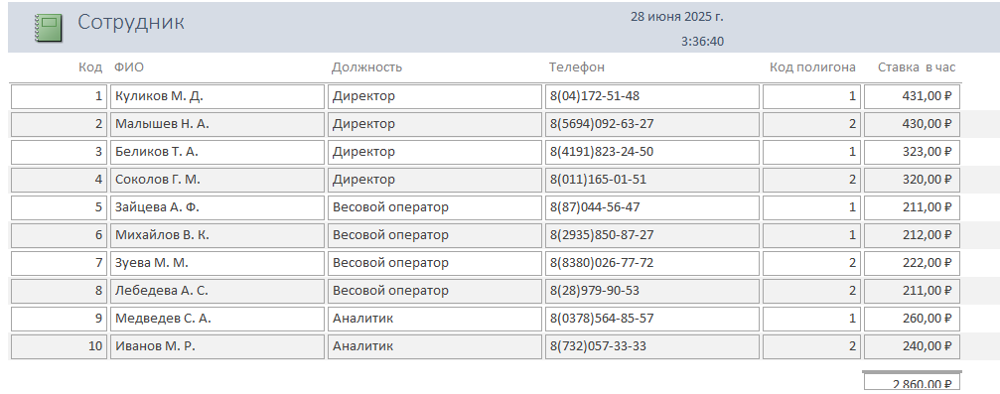 Сотрудник
28 июня 2025 г.
3:36:40
Код ФИО Должность Телефон Код полигона Ставка в час
1 Куликов М. Д. Директор 8(04)172-51-48 1 431,00 ₽
2 Малышев Н. А. Директор 8(5694)092-63-27 2 430,00 ₽
3 Беликов Т. А. Директор 8(4191)823-24-50 1 323,00 ₽
4 Соколов Г. М. Директор 8(011)165-01-51 2 320,00 ₽
5 Зайцева А. Ф. Весовой оператор 8(87)044-56-47 1 211,00 ₽
6 Михайлов В. К. Весовой оператор 8(2935)850-87-27 1 212,00 ₽
7 Зуева М. М. Весовой оператор 8(8380)026-77-72 2 222,00 ₽
8 Лебедева А. С. Весовой оператор 8(28)979-90-53 2 211,00 ₽
9 Медведев С. А. Аналитик 8(0378)564-85-57 1 260,00 ₽
10 Иванов М. Р. Аналитик 8(732)057-33-33 2 240,00 ₽
2 860,00 ₽